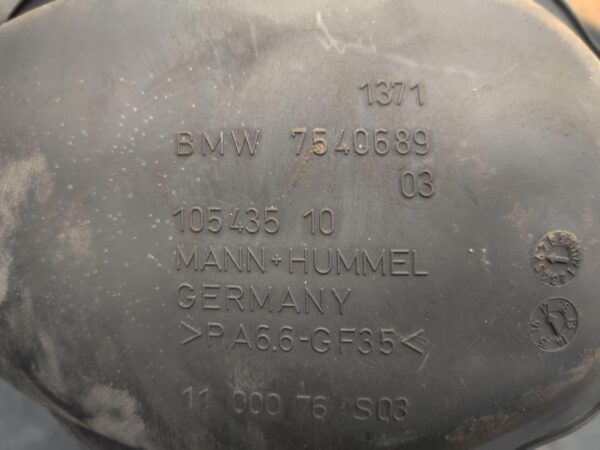 1371
BMW 7540689
03
105435 10
MANN+HUMMEL
GERMANY
>PA6.6-GF35<
11 000 76 S03